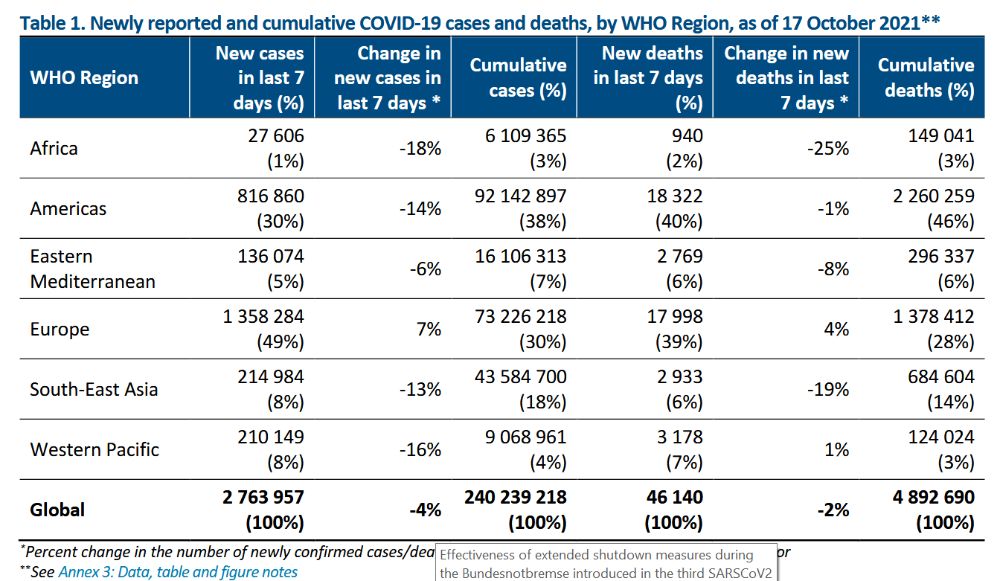 Table 1. Newly reported and cumulative COVID-19 cases and deaths, by WHO Region, as of 17 October 2021**
WHO Region
New cases
in last 7
days (%)
Change in
new cases in
last 7 days *
Cumulative
cases (%)
New deaths
in last 7 days
(%)
Change in new
deaths in last
7 days *
Cumulative
deaths (%)
Africa
27 606
(1%)
-18%
6 109 365
(3%)
940
(2%)
-25%
149 041
(3%)
Americas
816 860
(30%)
-14%
92 142 897
(38%)
18 322
(40%)
-1%
2 260 259
(46%)
Eastern
Mediterranean
136 074
(5%)
-6%
16 106 313
(7%)
2 769
(6%)
-8%
296 337
(6%)
Europe
1 358 284
(49%)
7%
73 226 218
(30%)
17 998
(39%)
4%
1 378 412
(28%)
South-East Asia
214 984
(8%)
-13%
43 584 700
(18%)
2 933
(6%)
-19%
684 604
(14%)
Western Pacific
210 149
(8%)
-16%
9 068 961
(4%)
3 178
(7%)
1%
124 024
(3%)
Global
2 763 957
(100%)
-4%
240 239 218
(100%)
46 140
(100%)
-2%
4 892 690
(100%)
*Percent change in the number of newly confirmed cases/dea
**See Annex 3: Data, table and figure notes
Effectiveness of extended shutdown measures during
the Bundesnotbremse introduced in the third SARSCoV2